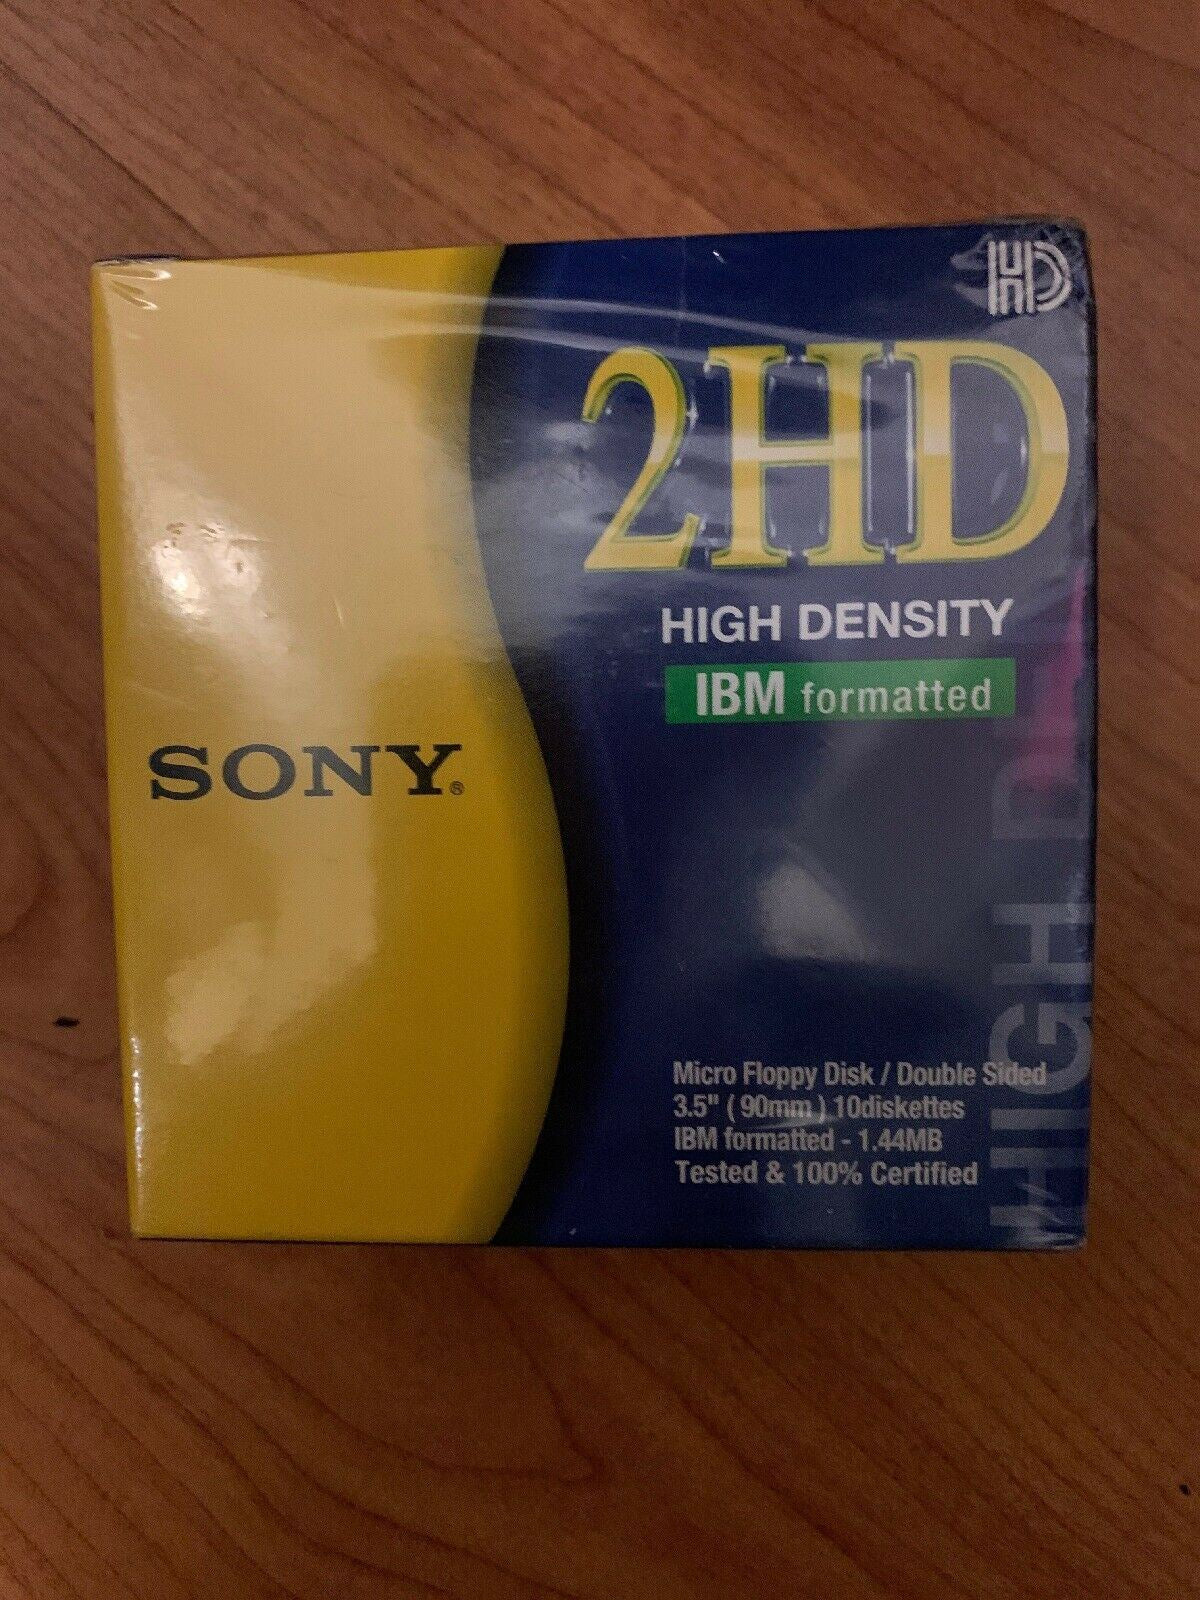 HD
2HD
HIGH DENSITY
IBM formatted
SONY®
Micro Floppy Disk / Double Sided
3.5" ( 90mm ) 10diskettes
IBM formatted - 1.44MB
Tested & 100% Certified
HIGH D